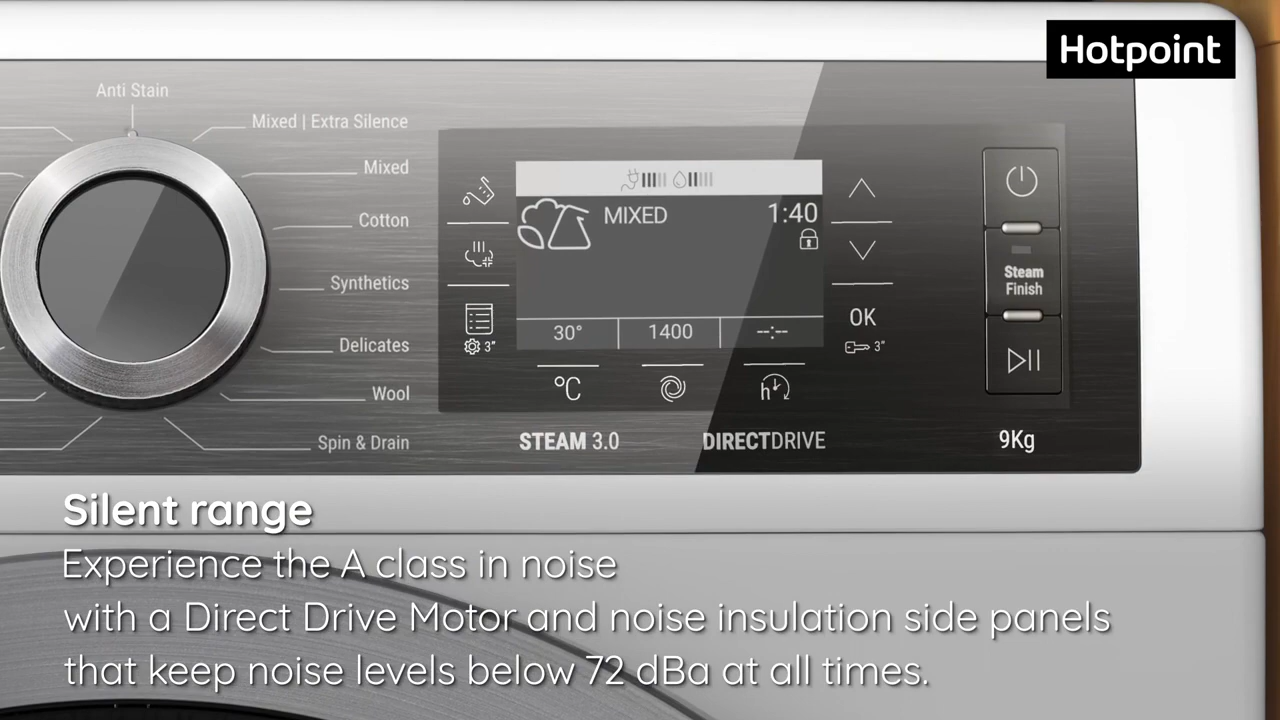 Hotpoint
Anti Stain
Mixed | Extra Silence
Mixed
Cotton
Synthetics
Delicates
Wool
Spin & Drain
MIXED
1:40
30°
1400
--:--
3"
OK
3"
°C
h
Steam
Finish
STEAM 3.0
DIRECTDRIVE
9Kg
Silent range
Experience the A class in noise
with a Direct Drive Motor and noise insulation side panels
that keep noise levels below 72 dBa at all times.